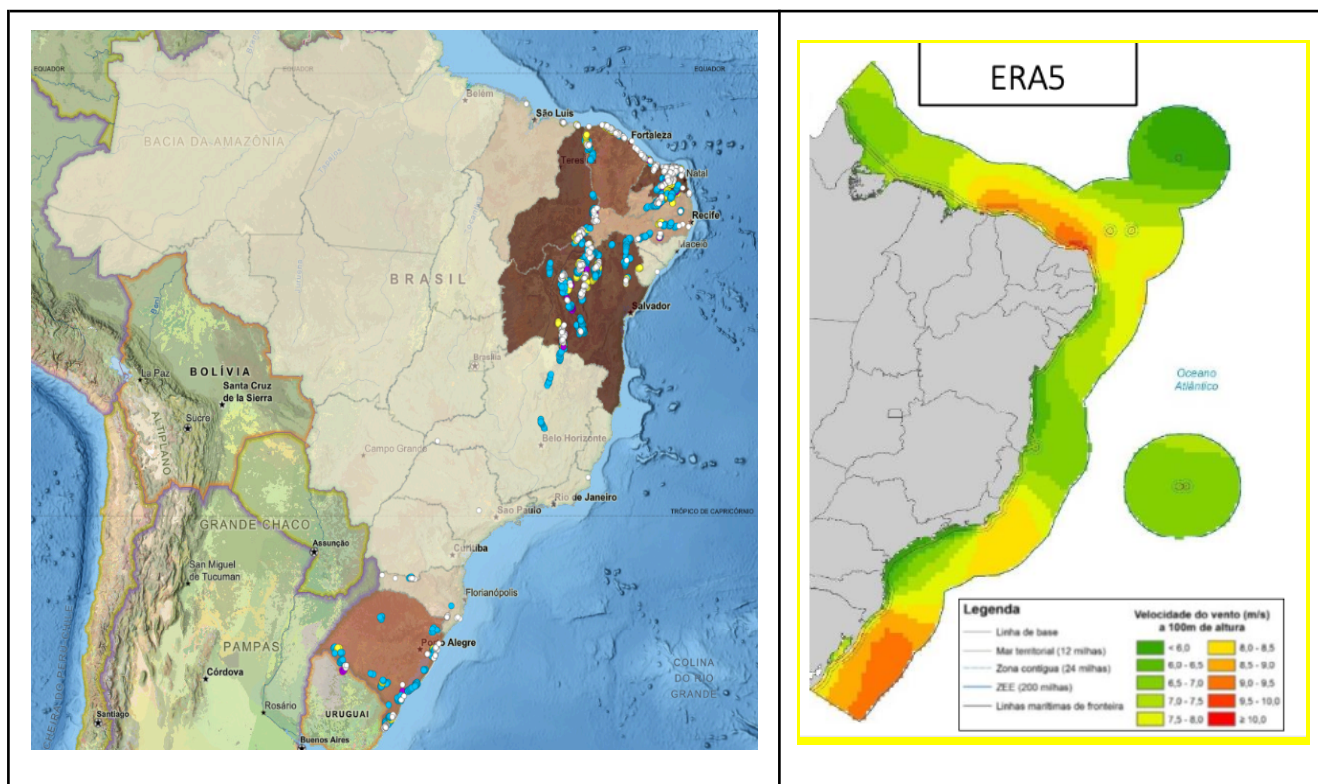 EQUADOR
EQUADOR
EQUADOR
Belém
São Luis
BACIA DA AMAZÔNIA
Fortaleza
Teres
Natal
Recife
Maceió
BRASIL
Salvador
Brasília
BOLÍVIA
La Paz
Santa Cruz
de la Sierra
Sucre
ALTIPLANO
Belo Horizonte
Campo Grande
Rio de Janeiro
Sao Paulo
TRÓPICO DE CAPRICÓRNIO
GRANDE CHACO
Assunção
Curitiba
San Miguel
de Tucuman
Florianópolis
PAMPAS
Porto Alegre
Córdova
COLINA
DO RIO
GRANDE
Rosário
URUGUAI
Santiago
Buenos Aires
ERA5
Oceano
Atlântico
Legenda
Linha de base
Mar territorial (12 milhas)
Zona contígua (24 milhas)
ZEE (200 milhas)
Linhas marítimas de fronteira
Velocidade do vento (m/s)
a 100m de altura
< 6,0
6,0 - 6,5
6,5 - 7,0
7,0 - 7,5
7,5 - 8,0
8,0 - 8,5
8,5 - 9,0
9,0 - 9,5
9,5 - 10,0
≥ 10,0